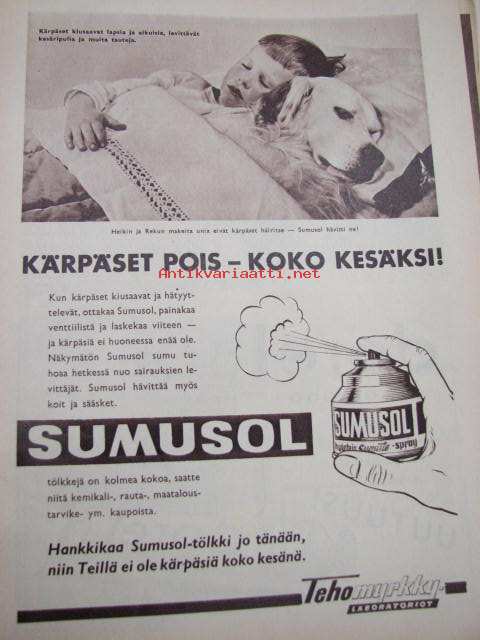 Kärpäset kiusaavat lapsia ja aikuisia, levittävät
kesäripulia ja muita tauteja.
Heikin ja Rekun makeita unia eivät kärpäset häiritse — Sumusol hävitti ne!
KÄRPÄSET POIS – KOKO KESÄKSI!
Antikvariaatti.net
Kun kärpäset kiusaavat ja hätyyt-
televät, ottakaa Sumusol, painakaa
venttiilistä ja laskekaa viiteen —
ja kärpäsiä ei huoneessa enää ole.
Näkymätön Sumusol sumu tu-
hoaa hetkessä nuo sairauksien le-
vittäjät. Sumusol hävittää myös
koit ja sääsket.
SUMUSOL
-spray
SUMUSOL
tölkkejä on kolmea kokoa, saatte
niitä kemikali-, rauta-, maatalous-
tarvike- ym. kaupoista.
Hankkikaa Sumusol-tölkki jo tänään,
niin Teillä ei ole kärpäsiä koko kesänä.
Tehomyrkky-
LABORATORIOT